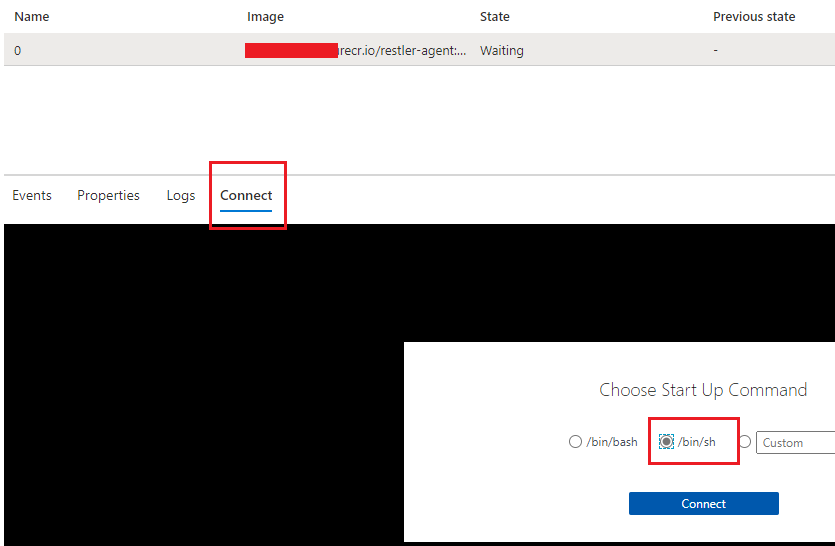 Name Image State Previous state
0 recr.io/restler-agent:... Waiting -
Events Properties Logs Connect
Choose Start Up Command
/bin/bash /bin/sh Custom
Connect